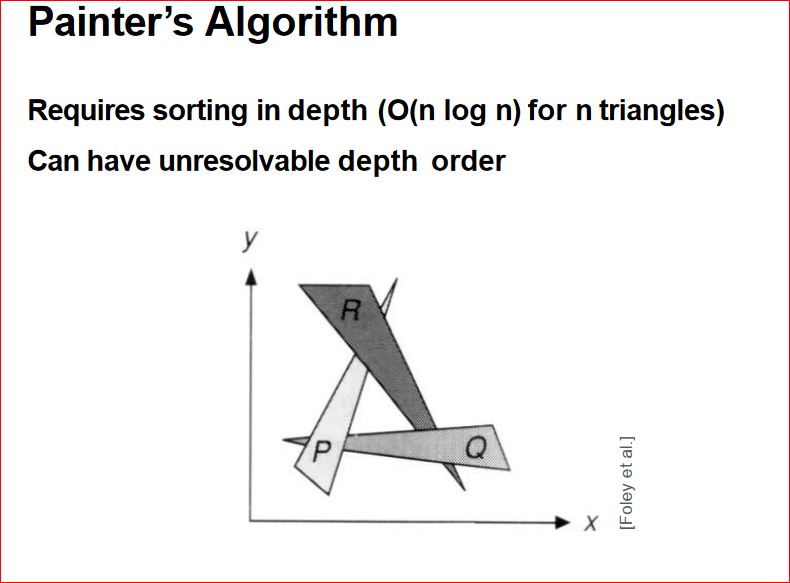 Painter's Algorithm
Requires sorting in depth (O(n log n) for n triangles)
Can have unresolvable depth order
y
R
P
Q
x
[Foley et al.]